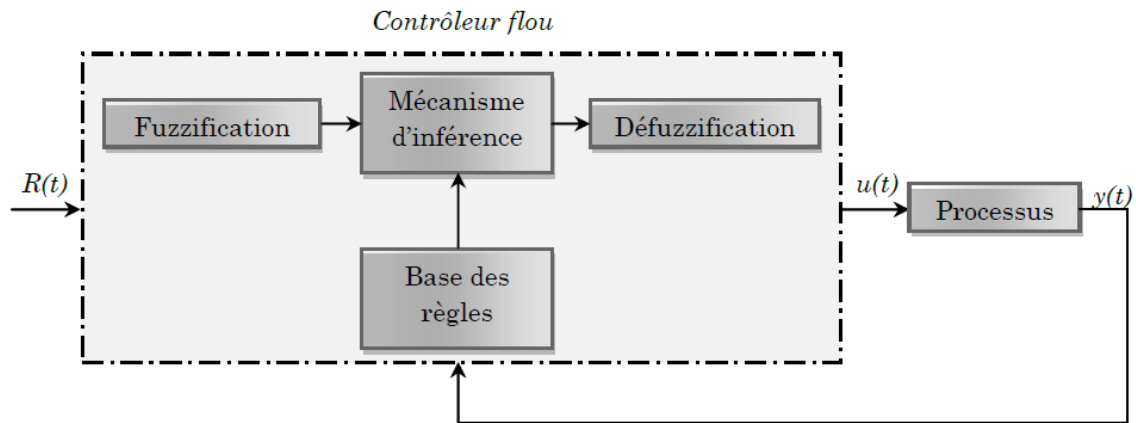 Contrôleur flou
Fuzzification
Mécanisme
d'inférence
Défuzzification
R(t)
u(t)
Processus
y(t)
Base des
règles